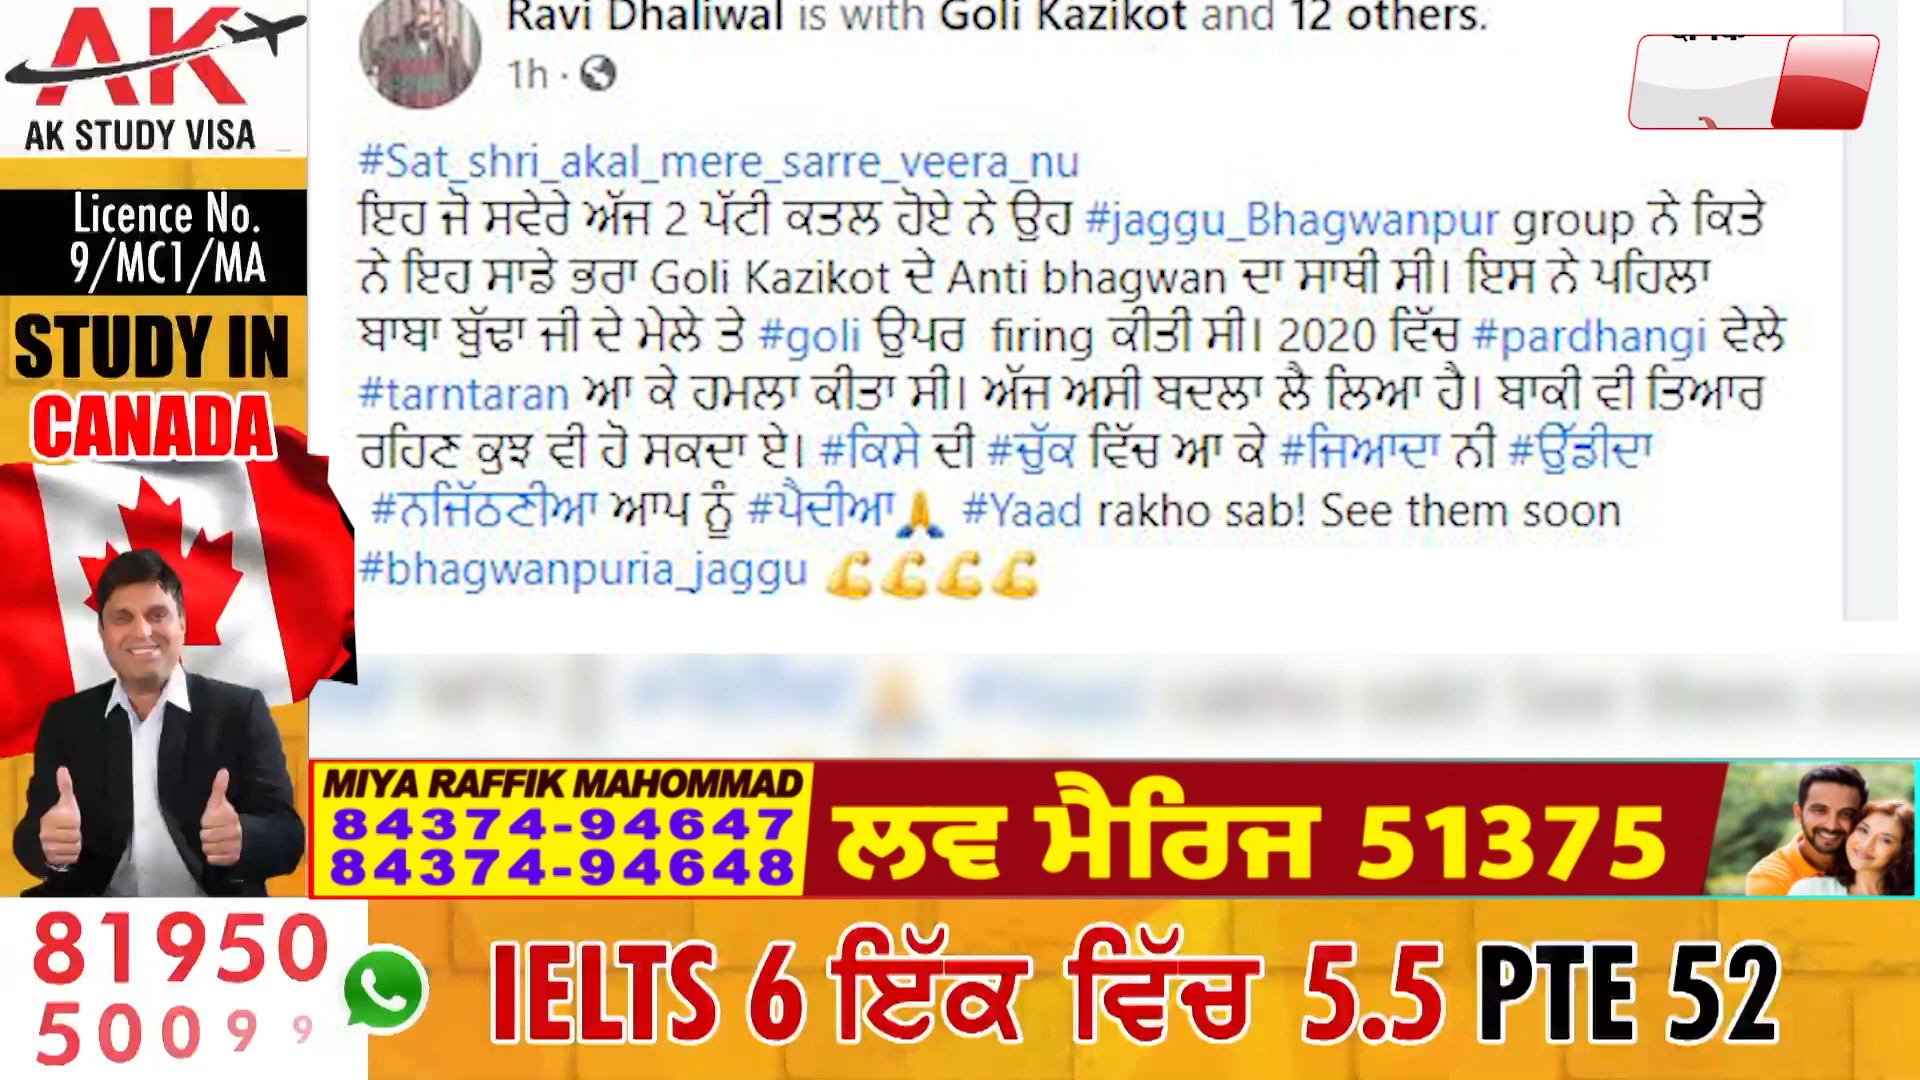 AK
AK STUDY VISA
Licence No.
9/MC1/MA
STUDY IN
CANADA
81950
50099
Ravi Dhaliwal is with Goli Kazikot and 12 others.
1h ·
#Sat_shri_akal_mere_sarre_veera_nu
ਇਹ ਜੋ ਸਵੇਰੇ ਅੱਜ 2 ਪੱਟੀ ਕਤਲ ਹੋਏ ਨੇ ਉਹ #jaggu_Bhagwanpur group ਨੇ ਕਿਤੇ
ਨੇ ਇਹ ਸਾਡੇ ਭਰਾ Goli Kazikot ਦੇ Anti bhagwan ਦਾ ਸਾਥੀ ਸੀ। ਇਸ ਨੇ ਪਹਿਲਾ
ਬਾਬਾ ਬੁੱਢਾ ਜੀ ਦੇ ਮੇਲੇ ਤੇ #goli ਉਪਰ firing ਕੀਤੀ ਸੀ। 2020 ਵਿੱਚ #pardhangi ਵੇਲੇ
#tarntaran ਆ ਕੇ ਹਮਲਾ ਕੀਤਾ ਸੀ। ਅੱਜ ਅਸੀ ਬਦਲਾ ਲੈ ਲਿਆ ਹੈ। ਬਾਕੀ ਵੀ ਤਿਆਰ
ਰਹਿਣ ਕੁਝ ਵੀ ਹੋ ਸਕਦਾ ਏ। #ਕਿਸੇ ਦੀ #ਚੁੱਕ ਵਿੱਚ ਆ ਕੇ #ਜਿਆਦਾ ਨੀ #ਉੱਡੀਦਾ
#ਨਜਿੱਠਣੀਆ ਆਪ ਨੂੰ #ਪੈਦੀਆ🙏 #Yaad rakho sab! See them soon
#bhagwanpuria_jaggu 💪💪💪💪
MIYA RAFFIK MAHOMMAD
84374-94647
84374-94648
ਲਵ ਮੈਰਿਜ 51375
IELTS 6 ਇੱਕ ਵਿੱਚ 5.5 PTE 52